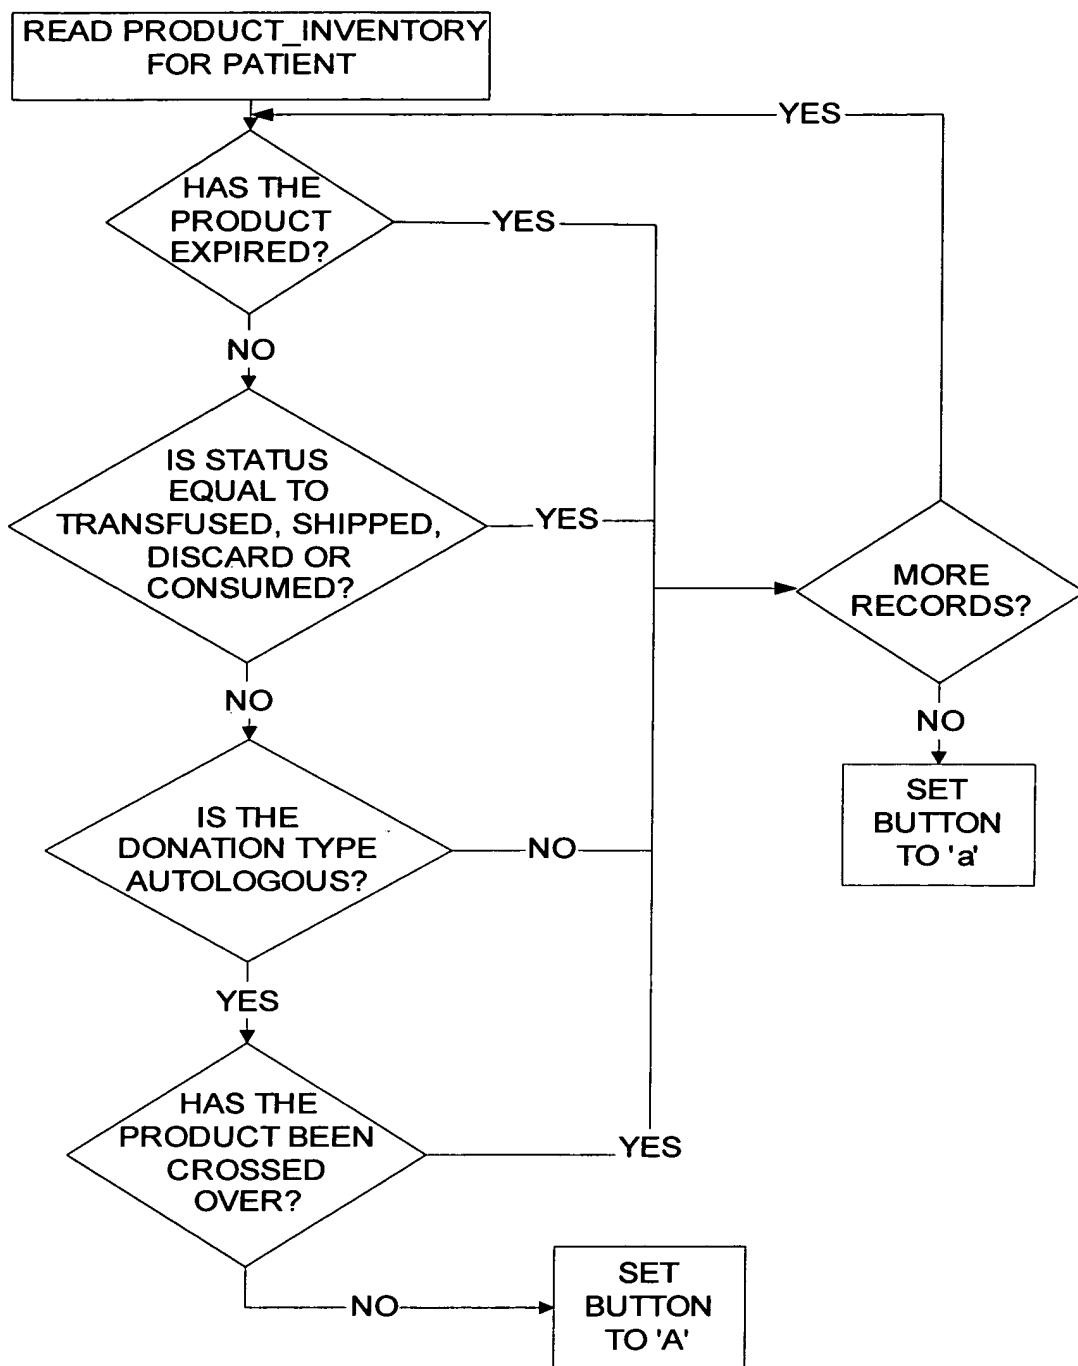 READ PRODUCT_INVENTORY
FOR PATIENT
YES
HAS THE
PRODUCT
EXPIRED?
YES
NO
IS STATUS
EQUAL TO
TRANSFUSED, SHIPPED,
DISCARD OR
CONSUMED?
YES
MORE
RECORDS?
NO
NO
SET
BUTTON
TO 'a'
IS THE
DONATION TYPE
AUTOLOGOUS?
NO
YES
HAS THE
PRODUCT BEEN
CROSSED
OVER?
YES
NO
SET
BUTTON
TO 'A'